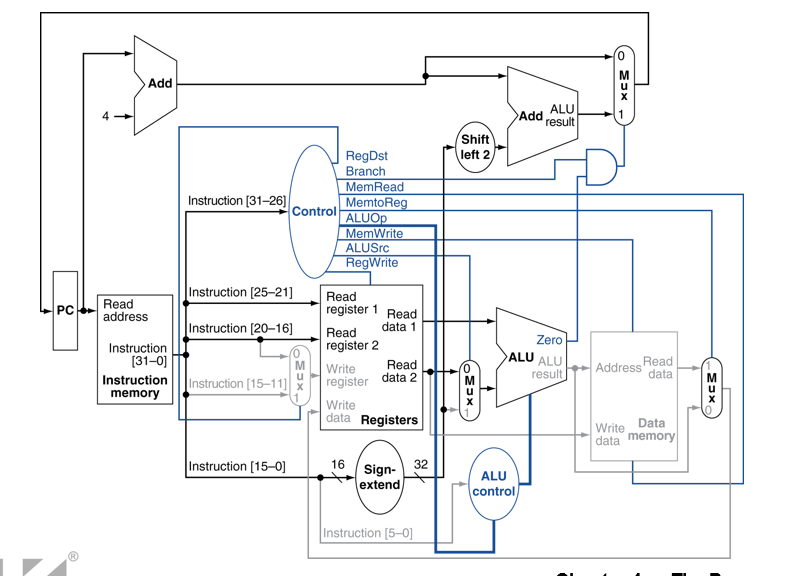 0
M
u
x
1
Add
4
Add
ALU
result
Shift
left 2
RegDst
Branch
MemRead
MemtoReg
ALUOp
MemWrite
ALUSrc
RegWrite
Control
Instruction [31–26]
Instruction [25–21]
Instruction [20–16]
Instruction [15–11]
Instruction [15–0]
Instruction [5–0]
PC
Read
address
Instruction
[31–0]
Instruction
memory
0
M
u
x
1
Read
register 1
Read
register 2
Write
register
Write
data
Read
data 1
Read
data 2
Registers
0
M
u
x
1
Zero
ALU
ALU
result
Address
Read
data
Write
data
Data
memory
1
M
u
x
0
16
Sign-
extend
32
ALU
control
®